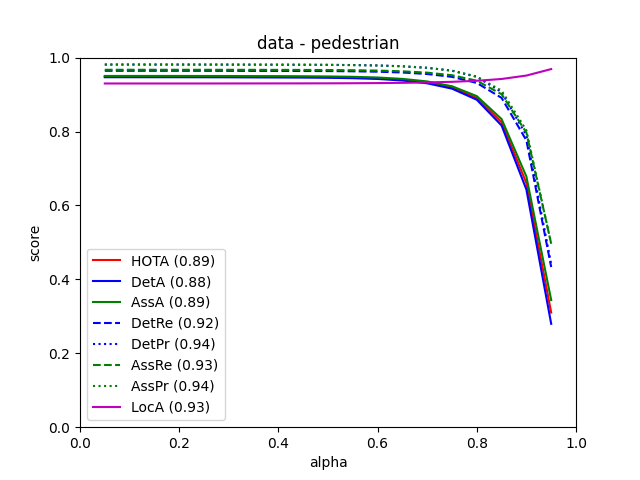 data - pedestrian
1.0
0.8
0.6
0.4
0.2
0.0
score
HOTA (0.89)
DetA (0.88)
AssA (0.89)
DetRe (0.92)
DetPr (0.94)
AssRe (0.93)
AssPr (0.94)
LocA (0.93)
0.0 0.2 0.4 0.6 0.8 1.0
alpha